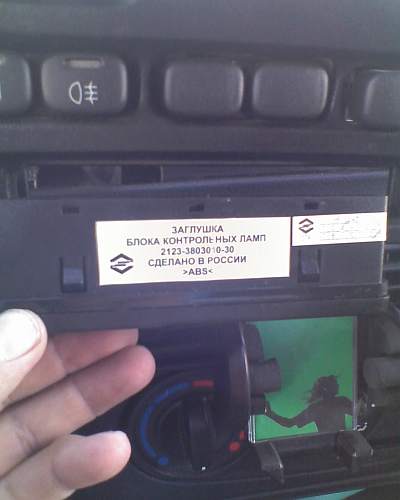 ЗАГЛУШКА
БЛОКА КОНТРОЛЬНЫХ ЛАМП
2123-3803010-30
СДЕЛАНО В РОССИИ
>ABS<